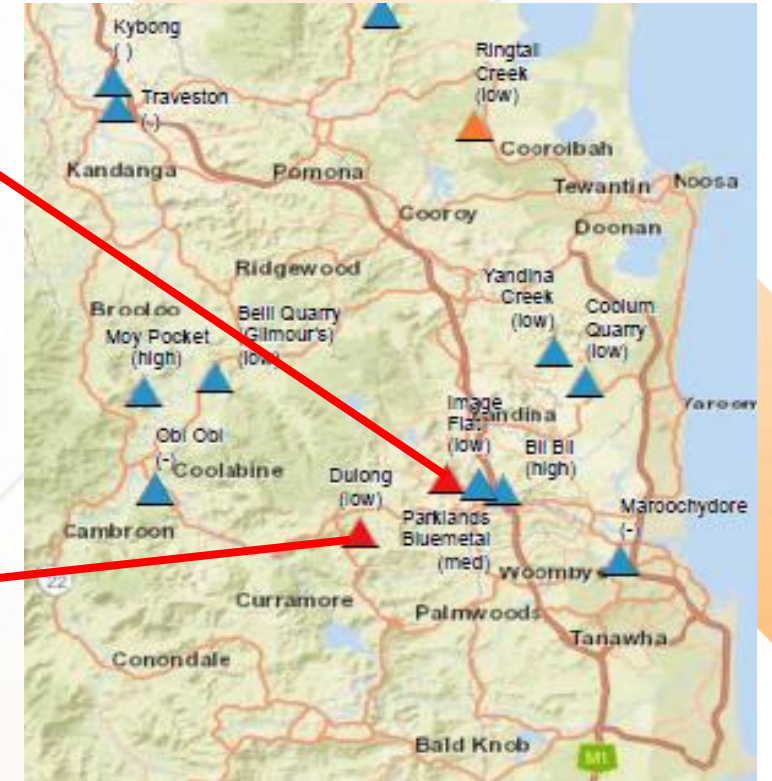 Kybong
( )
Traveston
(-)
Ringtail
Creek
(low)
Cooroibah
Kandanga
Pomona
Tewantin
Noosa
Cooroy
Doonan
Ridgewood
Yandina
Creek
(low)
Brooloo
Belli Quarry
(Gilmour's)
(low)
Coolum
Quarry
(low)
Moy Pocket
(high)
Image
Flat
(low)
Yandina
Obi Obi
(-)
Coolabine
Dulong
(low)
Bli Bli
(high)
Maroochydore
(-)
Cambroon
Parklands
Bluemetal
(med)
22
Curramore
Palmwoods
Tanawha
Conondale
Bald Knob
M1